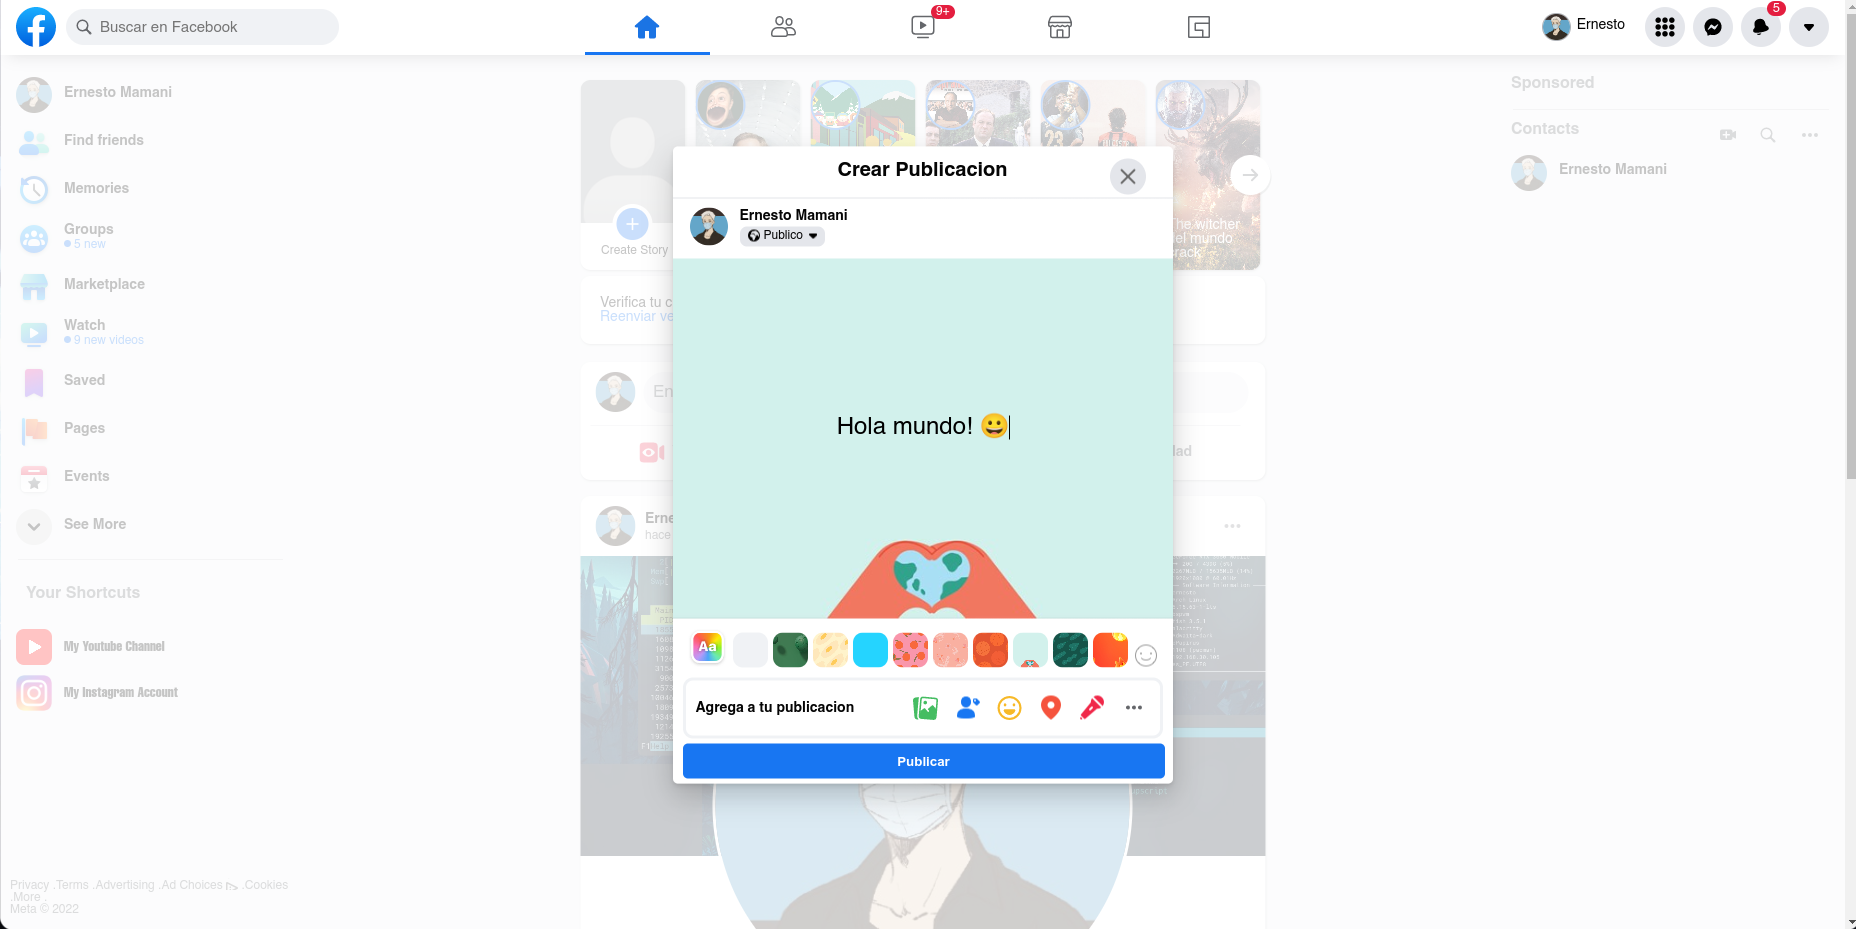 Buscar en Facebook
9+
Ernesto
5
Ernesto Mamani
Find friends
Memories
Groups
5 new
Marketplace
Watch
9 new videos
Saved
Pages
Events
See More
Your Shortcuts
My Youtube Channel
My Instagram Account
Privacy .Terms .Advertising .Ad Choices .Cookies
.More .
Meta © 2022
Create Story
he witcher
el mundo
rack
Verifica tu c
Reenviar ve
En
dad
Erne
hace
Crear Publicacion
Ernesto Mamani
Publico
Hola mundo! 😀
Aa
Agrega a tu publicacion
Publicar
Sponsored
Contacts
Ernesto Mamani